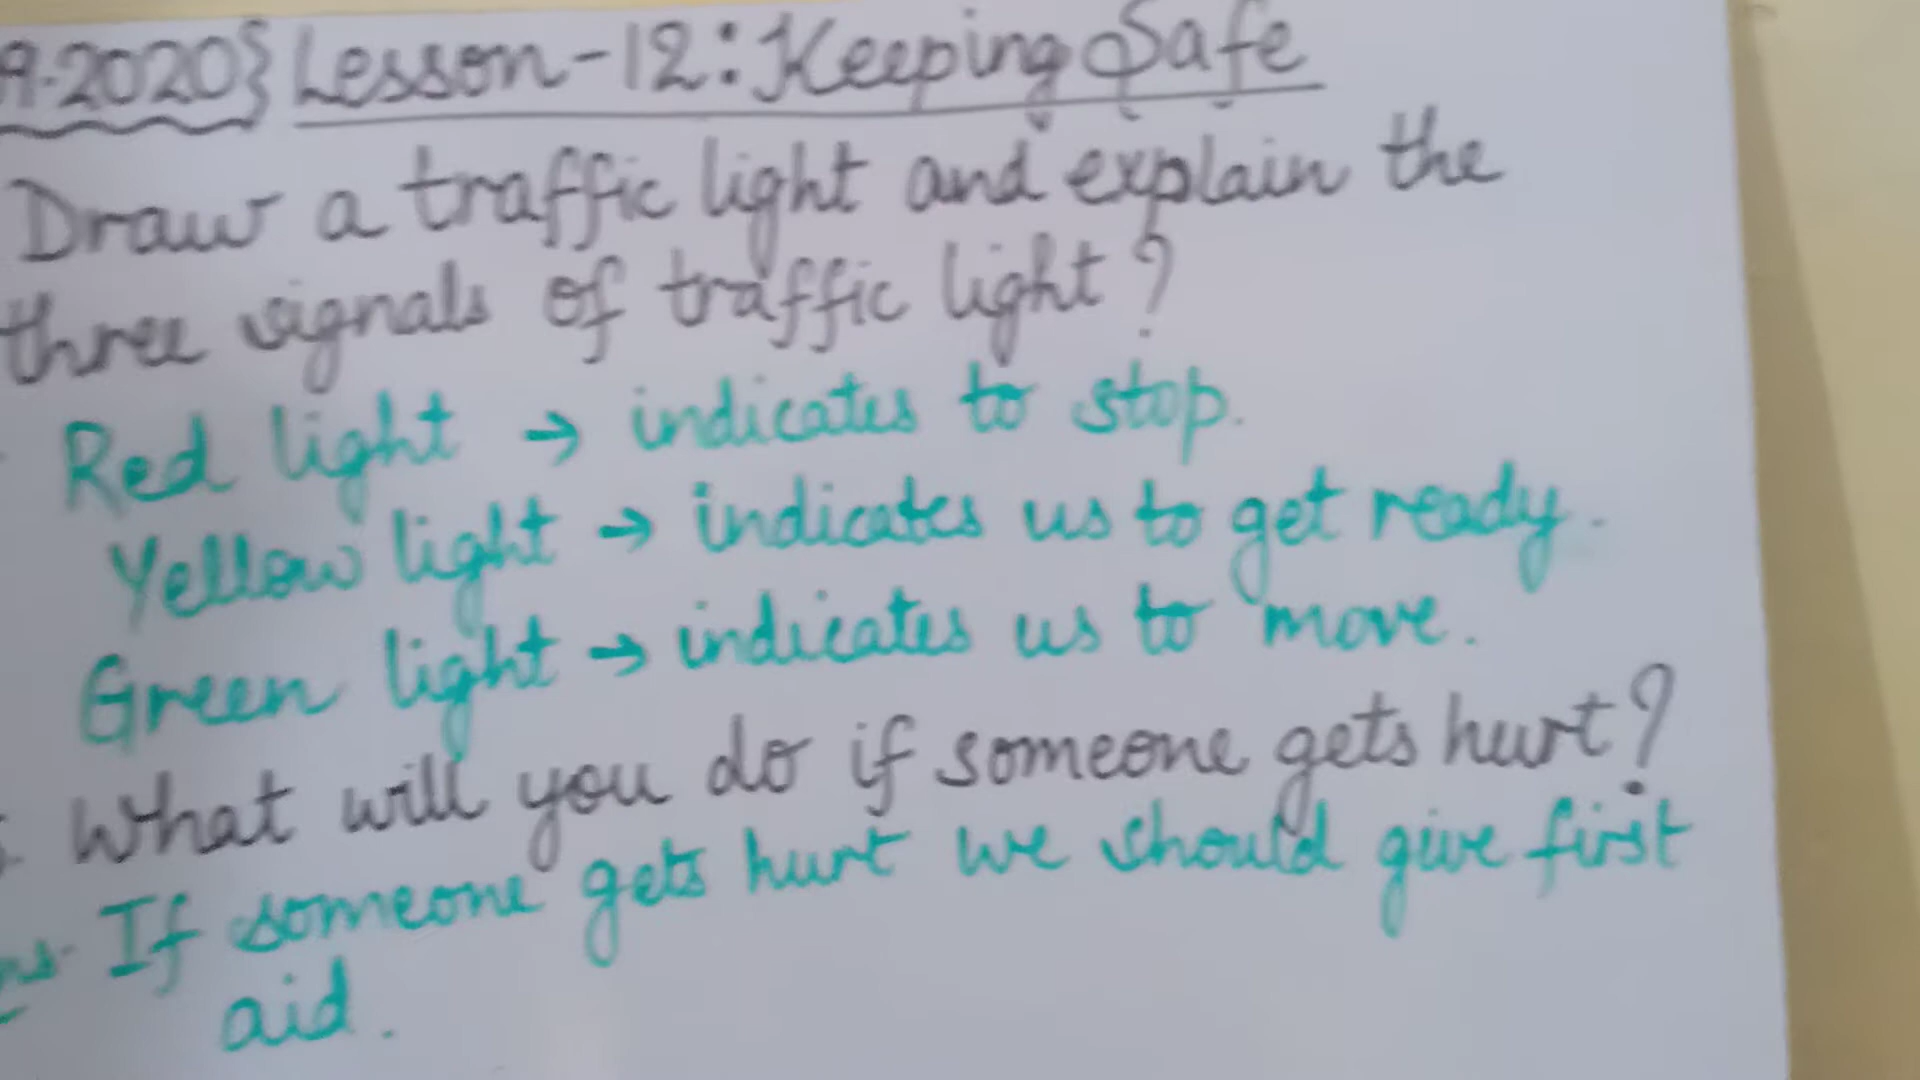 9.2020} Lesson-12: Keeping Safe
Draw a traffic light and explain the
three signals of traffic light?
Red light → indicates to stop.
Yellow light → indicates us to get ready.
Green light → indicates us to move.
What will you do if someone gets hurt?
ns. If someone gets hurt we should give first
aid.